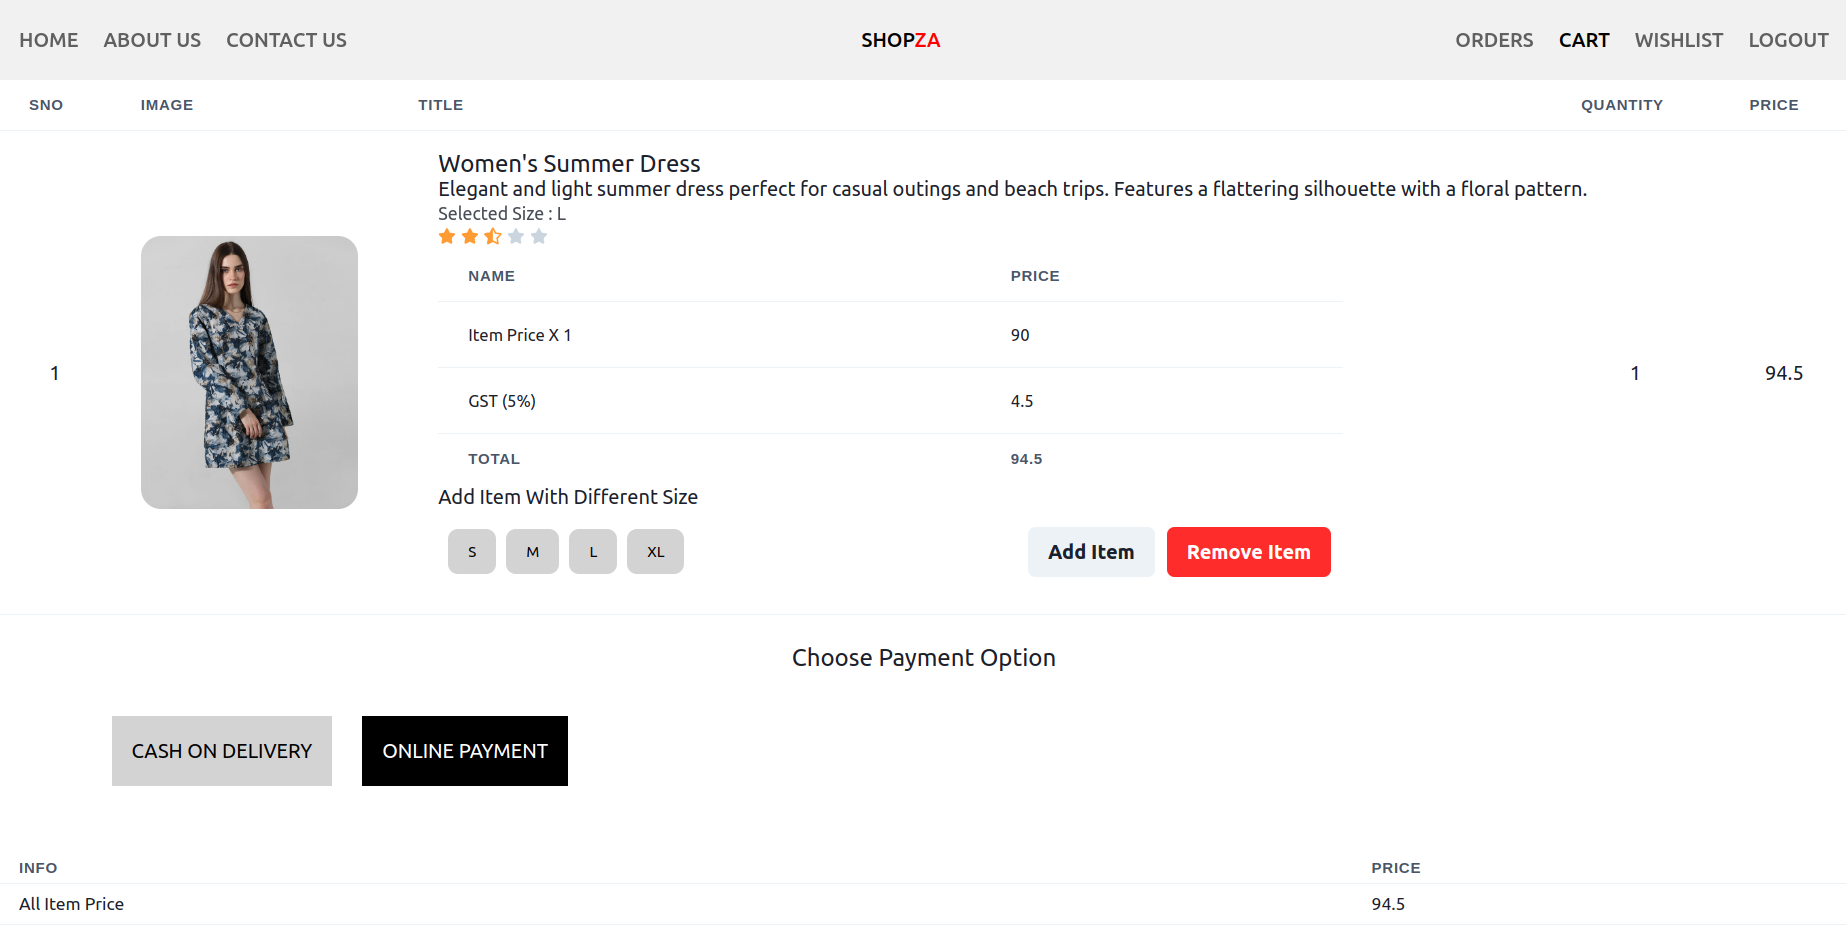 HOME ABOUT US CONTACT US SHOPZA ORDERS CART WISHLIST LOGOUT
SNO IMAGE TITLE QUANTITY PRICE
Women's Summer Dress
Elegant and light summer dress perfect for casual outings and beach trips. Features a flattering silhouette with a floral pattern.
Selected Size : L
NAME PRICE
Item Price X 1 90
1 1 94.5
GST (5%) 4.5
TOTAL 94.5
Add Item With Different Size
S M L XL Add Item Remove Item
Choose Payment Option
CASH ON DELIVERY ONLINE PAYMENT
INFO PRICE
All Item Price 94.5